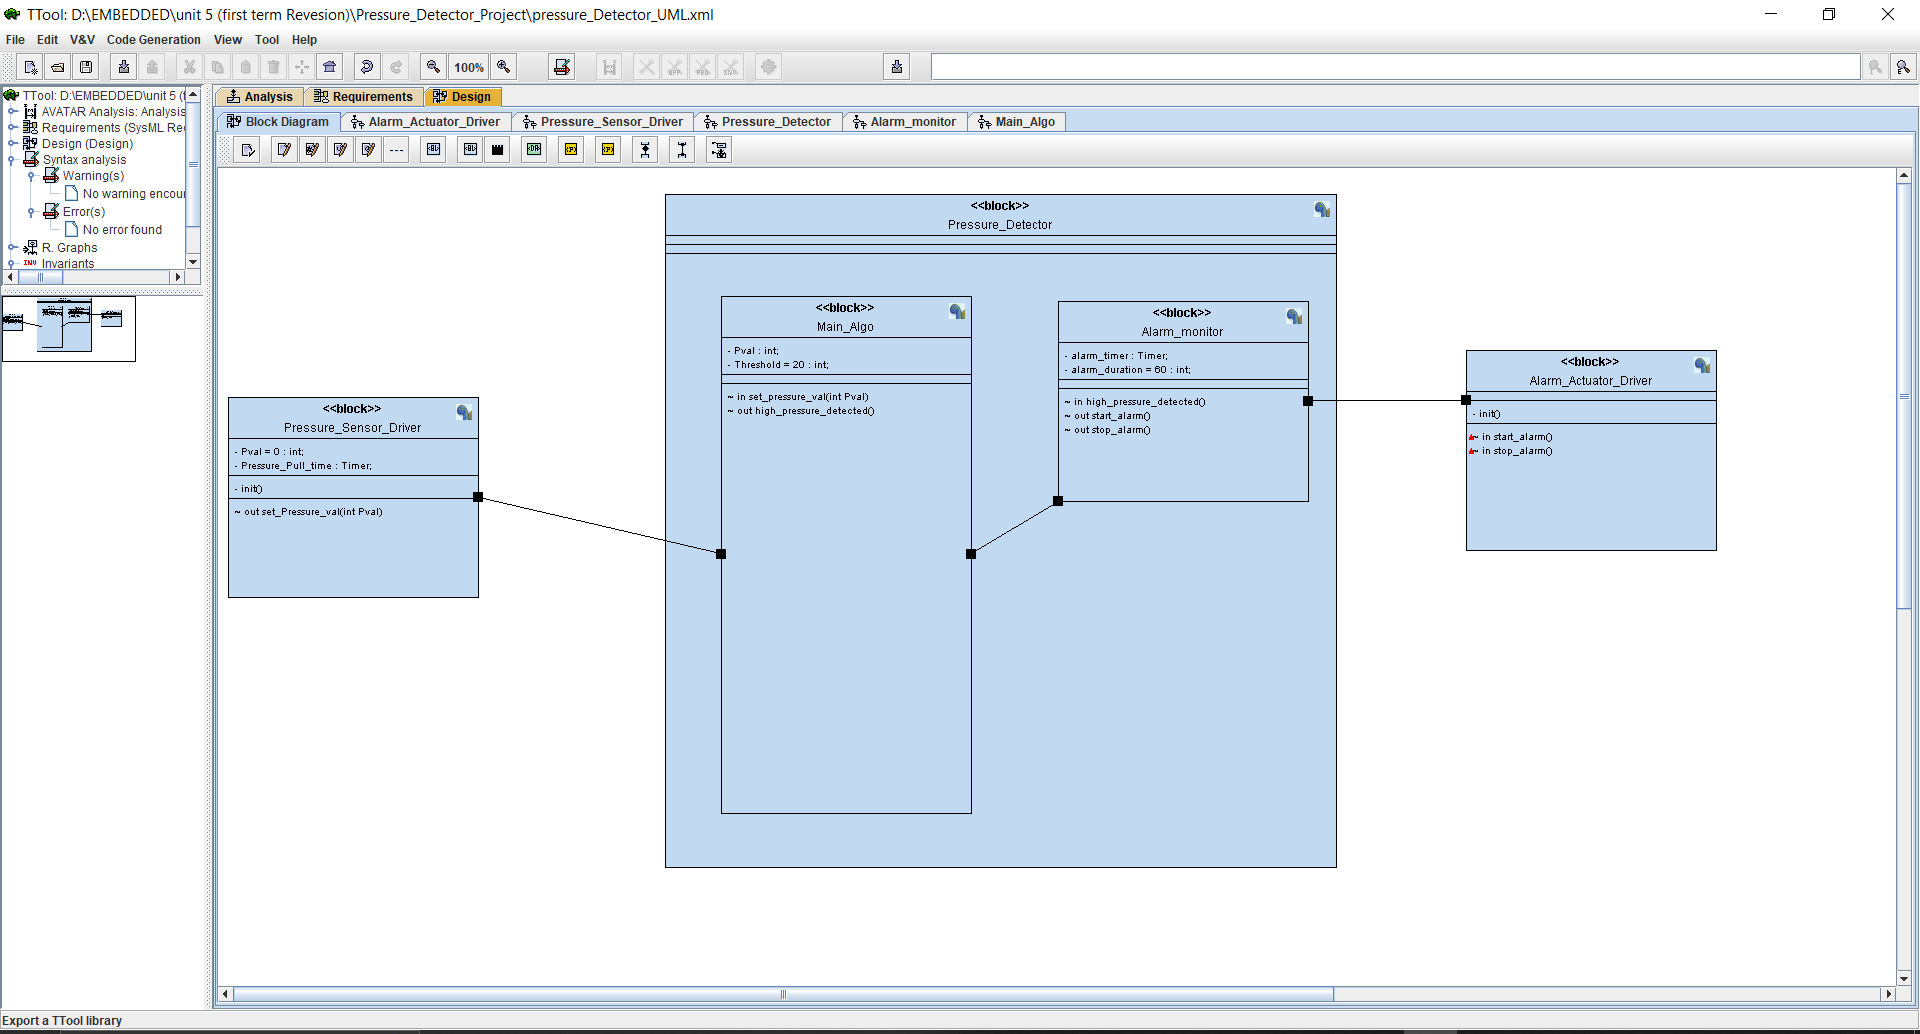 TTool: D:\EMBEDDED\unit 5 (first term Revesion)\Pressure_Detector_Project\pressure_Detector_UML.xml
File Edit V&V Code Generation View Tool Help
100%
TTool: D:\EMBEDDED\unit 5 (
AVATAR Analysis: Analysis
Requirements (SysML Re
Design (Design)
Syntax analysis
Warning(s)
No warning encou
Error(s)
No error found
R. Graphs
INV Invariants
Analysis Requirements Design
Block Diagram Alarm_Actuator_Driver Pressure_Sensor_Driver Pressure_Detector Alarm_monitor Main_Algo
<<block>>
Pressure_Detector
<<block>>
Main_Algo
- Pval : int;
- Threshold = 20 : int;
~ in set_pressure_val(int Pval)
~ out high_pressure_detected()
<<block>>
Alarm_monitor
- alarm_timer : Timer;
- alarm_duration = 60 : int;
~ in high_pressure_detected()
~ out start_alarm()
~ out stop_alarm()
<<block>>
Alarm_Actuator_Driver
- init()
~ in start_alarm()
~ in stop_alarm()
<<block>>
Pressure_Sensor_Driver
- Pval = 0 : int;
- Pressure_Pull_time : Timer;
- init()
~ out set_Pressure_val(int Pval)
Export a TTool library